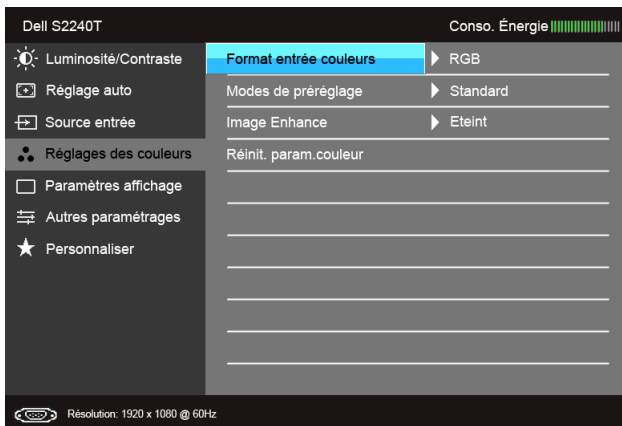 Dell S2240T
Conso. Énergie
Luminosité/Contraste
Format entrée couleurs
RGB
Réglage auto
Modes de préréglage
Standard
Source entrée
Image Enhance
Eteint
Réglages des couleurs
Réinit. param.couleur
Paramètres affichage
Autres paramétrages
Personnaliser
Résolution: 1920 x 1080 @ 60Hz